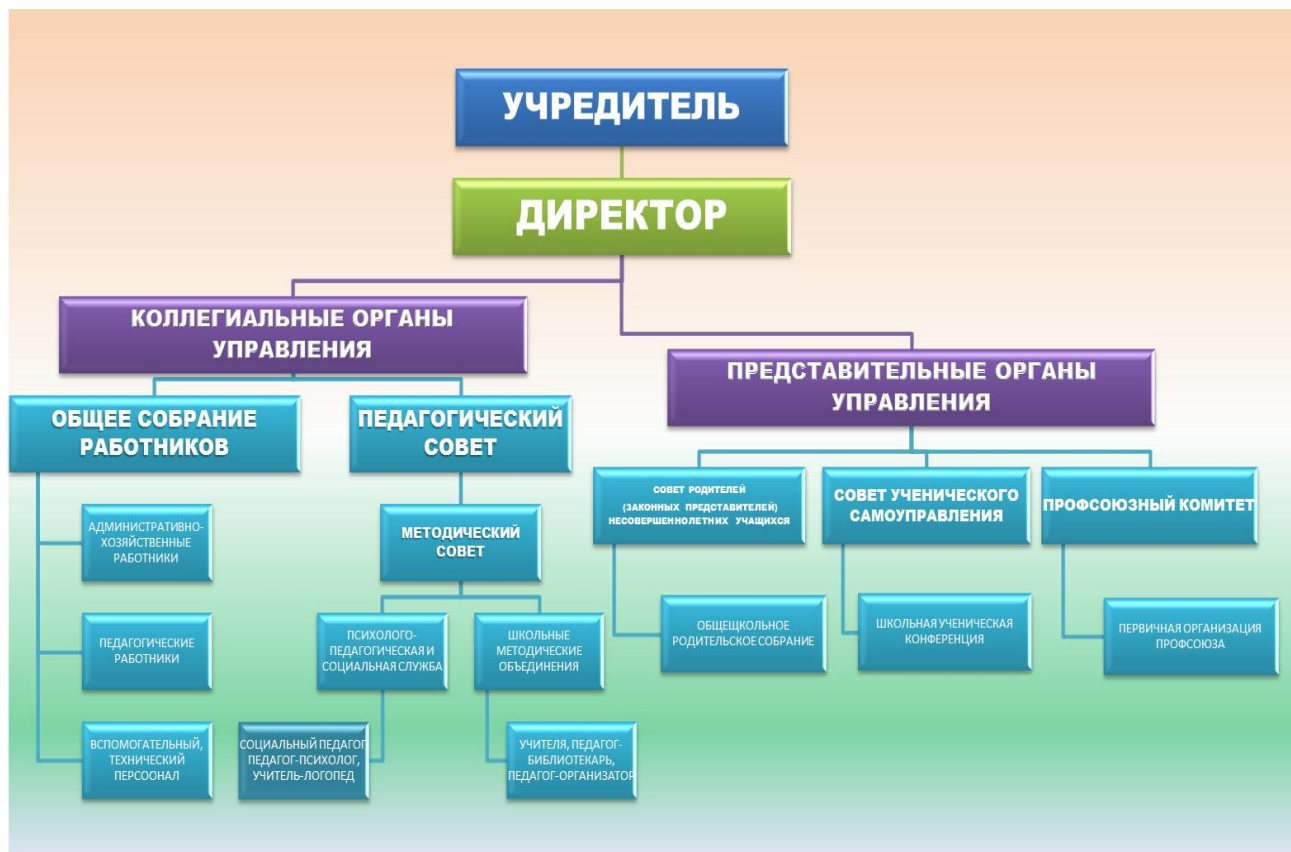 УЧРЕДИТЕЛЬ
ДИРЕКТОР
КОЛЛЕГИАЛЬНЫЕ ОРГАНЫ
УПРАВЛЕНИЯ
ПРЕДСТАВИТЕЛЬНЫЕ ОРГАНЫ
УПРАВЛЕНИЯ
ОБЩЕЕ СОБРАНИЕ
РАБОТНИКОВ
ПЕДАГОГИЧЕСКИЙ
СОВЕТ
СОВЕТ РОДИТЕЛЕЙ
(ЗАКОННЫХ ПРЕДСТАВИТЕЛЕЙ)
НЕСОВЕРШЕННОЛЕТНИХ УЧАЩИХСЯ
СОВЕТ УЧЕНИЧЕСКОГО
САМОУПРАВЛЕНИЯ
ПРОФСОЮЗНЫЙ КОМИТЕТ
АДМИНИСТРАТИВНО-
ХОЗЯЙСТВЕННЫЕ
РАБОТНИКИ
МЕТОДИЧЕСКИЙ
СОВЕТ
ПЕДАГОГИЧЕСКИЕ
РАБОТНИКИ
ПСИХОЛОГО-
ПЕДАГОГИЧЕСКАЯ И
СОЦИАЛЬНАЯ СЛУЖБА
ШКОЛЬНЫЕ
МЕТОДИЧЕСКИЕ
ОБЪЕДИНЕНИЯ
ОБЩЕЩКОЛЬНОЕ
РОДИТЕЛЬСКОЕ СОБРАНИЕ
ШКОЛЬНАЯ УЧЕНИЧЕСКАЯ
КОНФЕРЕНЦИЯ
ПЕРВИЧНАЯ ОРГАНИЗАЦИЯ
ПРОФСОЮЗА
ВСПОМОГАТЕЛЬНЫЙ,
ТЕХНИЧЕСКИЙ
ПЕРСООНАЛ
СОЦИАЛЬНЫЙ ПЕДАГОГ,
ПЕДАГОГ-ПСИХОЛОГ,
УЧИТЕЛЬ-ЛОГОПЕД
УЧИТЕЛЯ, ПЕДАГОГ-
БИБЛИОТЕКАРЬ,
ПЕДАГОГ-ОРГАНИЗАТОР